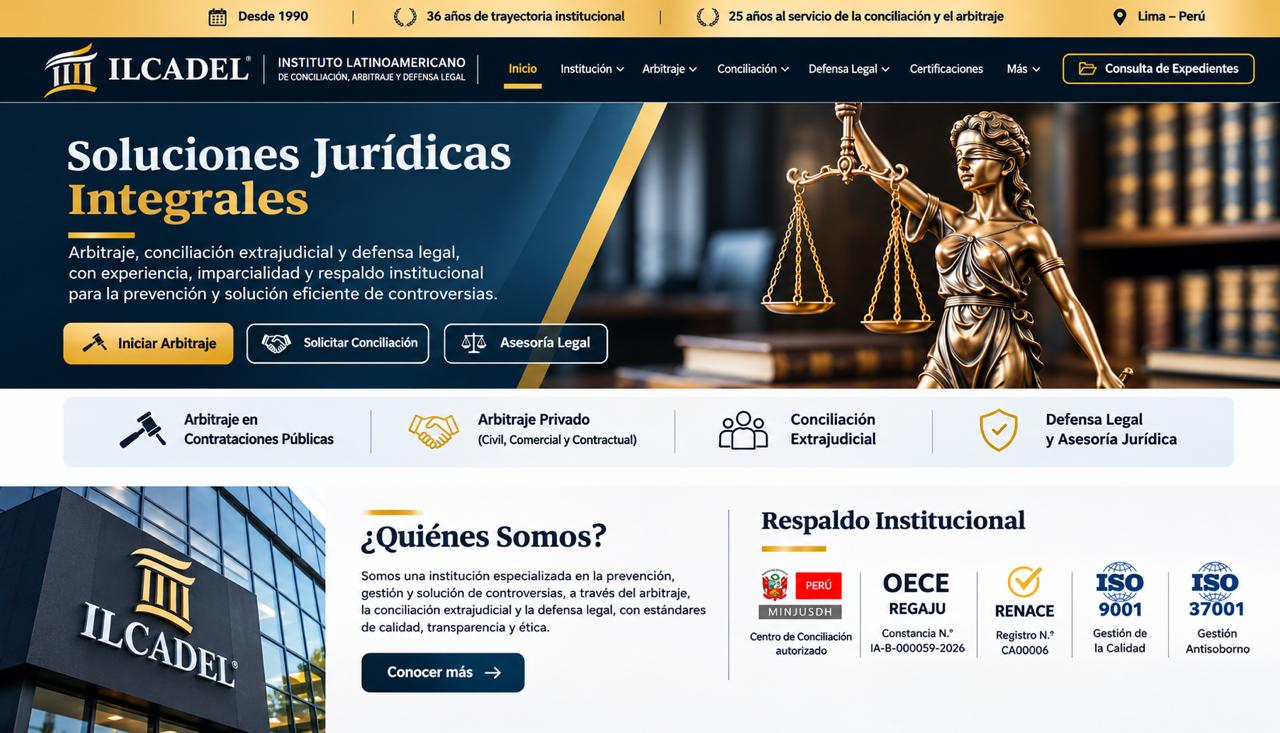 Desde 1990
36 años de trayectoria institucional
25 años al servicio de la conciliación y el arbitraje
Lima – Perú
ILCADEL®
INSTITUTO LATINOAMERICANO
DE CONCILIACIÓN, ARBITRAJE Y DEFENSA LEGAL
Inicio
Institución
Arbitraje
Conciliación
Defensa Legal
Certificaciones
Más
Consulta de Expedientes
Soluciones Jurídicas
Integrales
Arbitraje, conciliación extrajudicial y defensa legal,
con experiencia, imparcialidad y respaldo institucional
para la prevención y solución eficiente de controversias.
Iniciar Arbitraje
Solicitar Conciliación
Asesoría Legal
Arbitraje en
Contrataciones Públicas
Arbitraje Privado
(Civil, Comercial y Contractual)
Conciliación
Extrajudicial
Defensa Legal
y Asesoría Jurídica
ILCADEL®
¿Quiénes Somos?
Somos una institución especializada en la prevención,
gestión y solución de controversias, a través del arbitraje,
la conciliación extrajudicial y la defensa legal, con estándares
de calidad, transparencia y ética.
Conocer más
Respaldo Institucional
PERÚ
MINJUSDH
Centro de Conciliación
autorizado
OECE
REGAJU
Constancia N.°
IA-B-000059-2026
RENACE
Registro N.º
CA00006
ISO
9001
Gestión de
la Calidad
ISO
37001
Gestión
Antisoborno